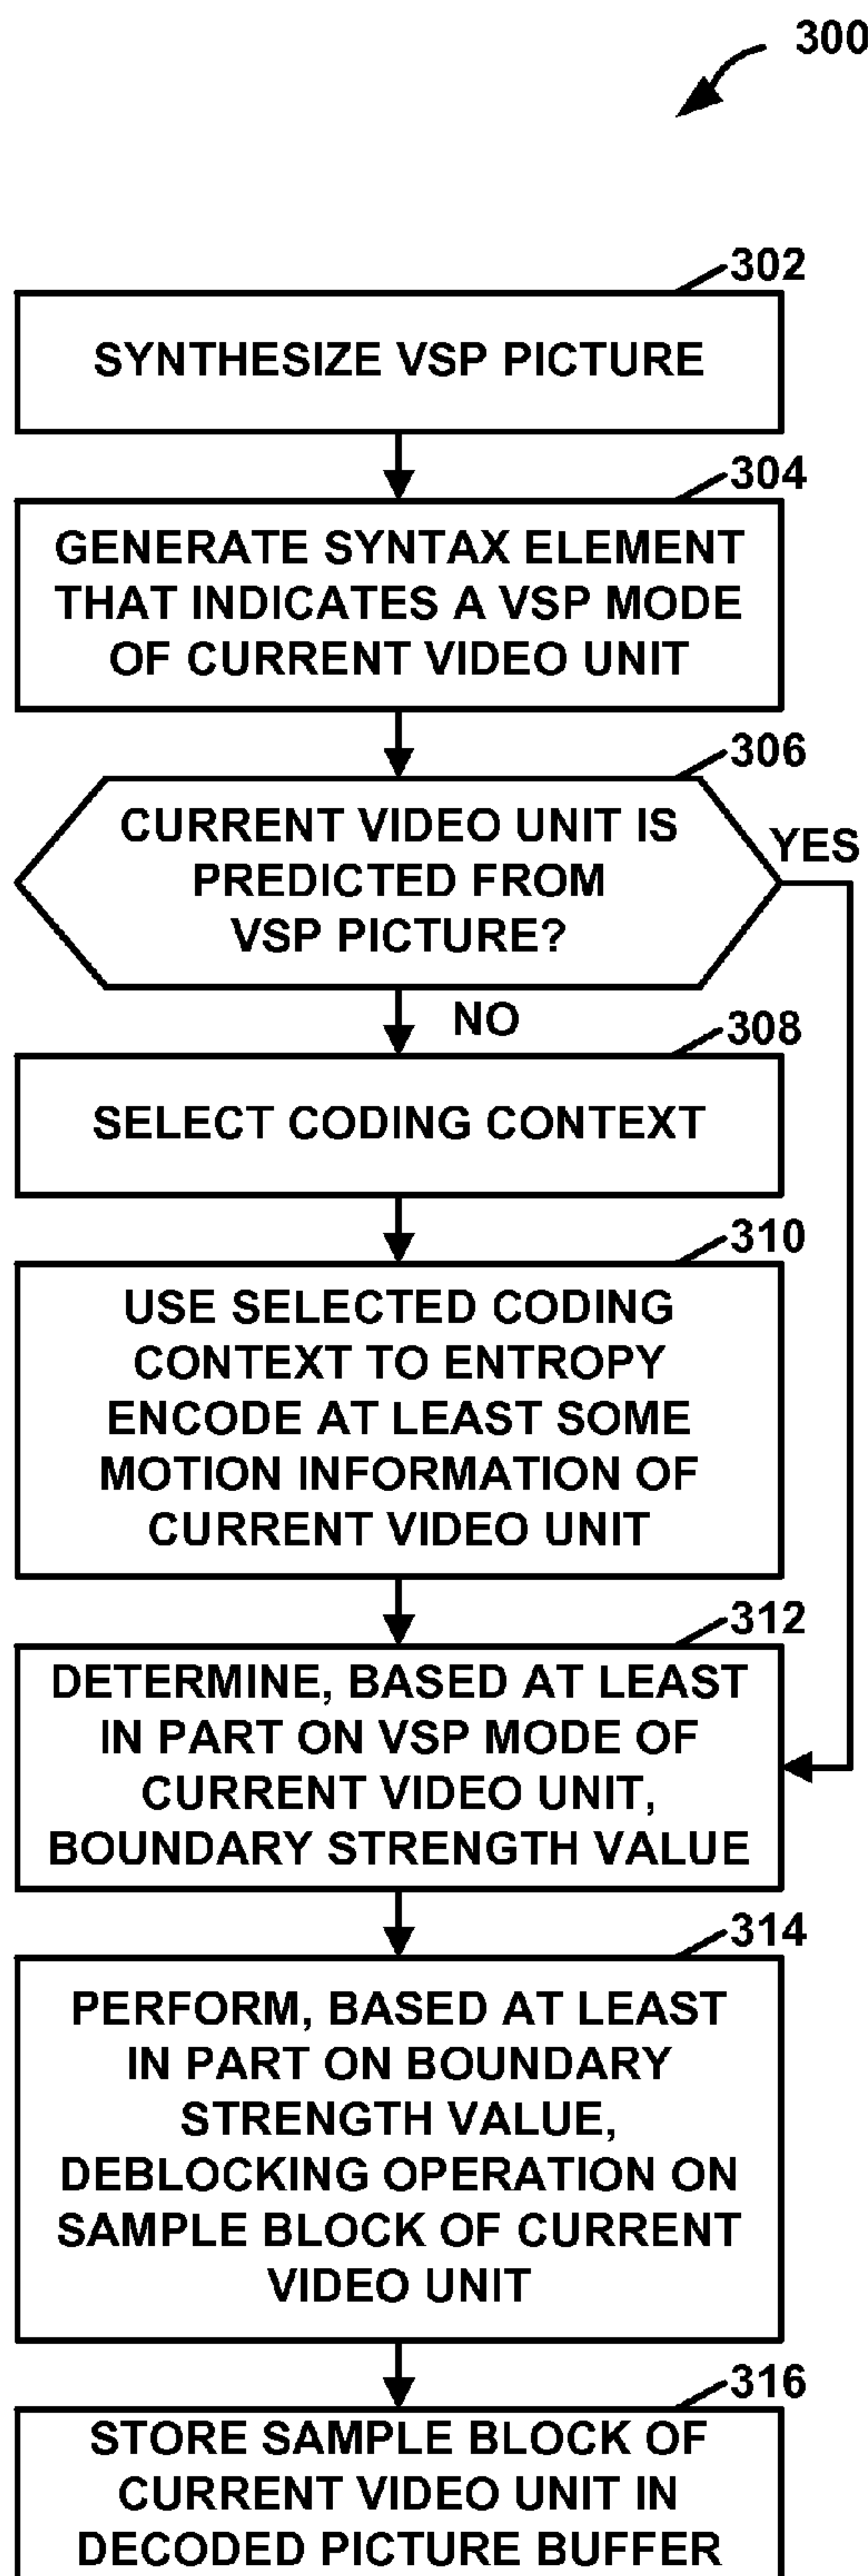 300
302
SYNTHESIZE VSP PICTURE
304
GENERATE SYNTAX ELEMENT
THAT INDICATES A VSP MODE
OF CURRENT VIDEO UNIT
306
CURRENT VIDEO UNIT IS
PREDICTED FROM
VSP PICTURE?
YES
NO
308
SELECT CODING CONTEXT
310
USE SELECTED CODING
CONTEXT TO ENTROPY
ENCODE AT LEAST SOME
MOTION INFORMATION OF
CURRENT VIDEO UNIT
312
DETERMINE, BASED AT LEAST
IN PART ON VSP MODE OF
CURRENT VIDEO UNIT,
BOUNDARY STRENGTH VALUE
314
PERFORM, BASED AT LEAST
IN PART ON BOUNDARY
STRENGTH VALUE,
DEBLOCKING OPERATION ON
SAMPLE BLOCK OF CURRENT
VIDEO UNIT
316
STORE SAMPLE BLOCK OF
CURRENT VIDEO UNIT IN
DECODED PICTURE BUFFER